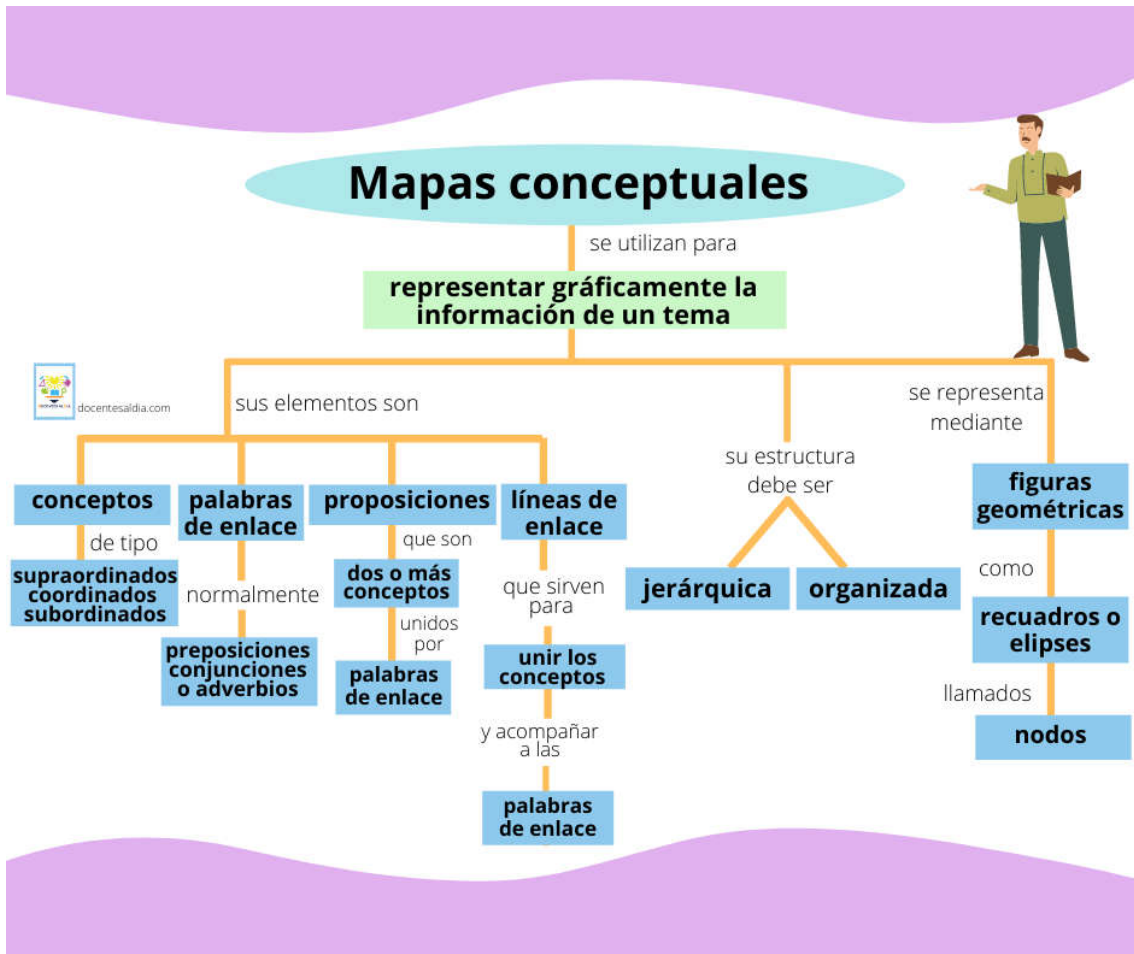 Mapas conceptuales
se utilizan para
representar gráficamente la
información de un tema
docentesaldia.com
sus elementos son
su estructura
debe ser
se representa
mediante
conceptos
de tipo
supraordinados
coordinados
subordinados
palabras
de enlace
normalmente
preposiciones
conjunciones
o adverbios
proposiciones
que son
dos o más
conceptos
unidos
por
palabras
de enlace
líneas de
enlace
que sirven
para
unir los
conceptos
y acompañar
a las
palabras
de enlace
jerárquica
organizada
figuras
geométricas
como
recuadros o
elipses
llamados
nodos